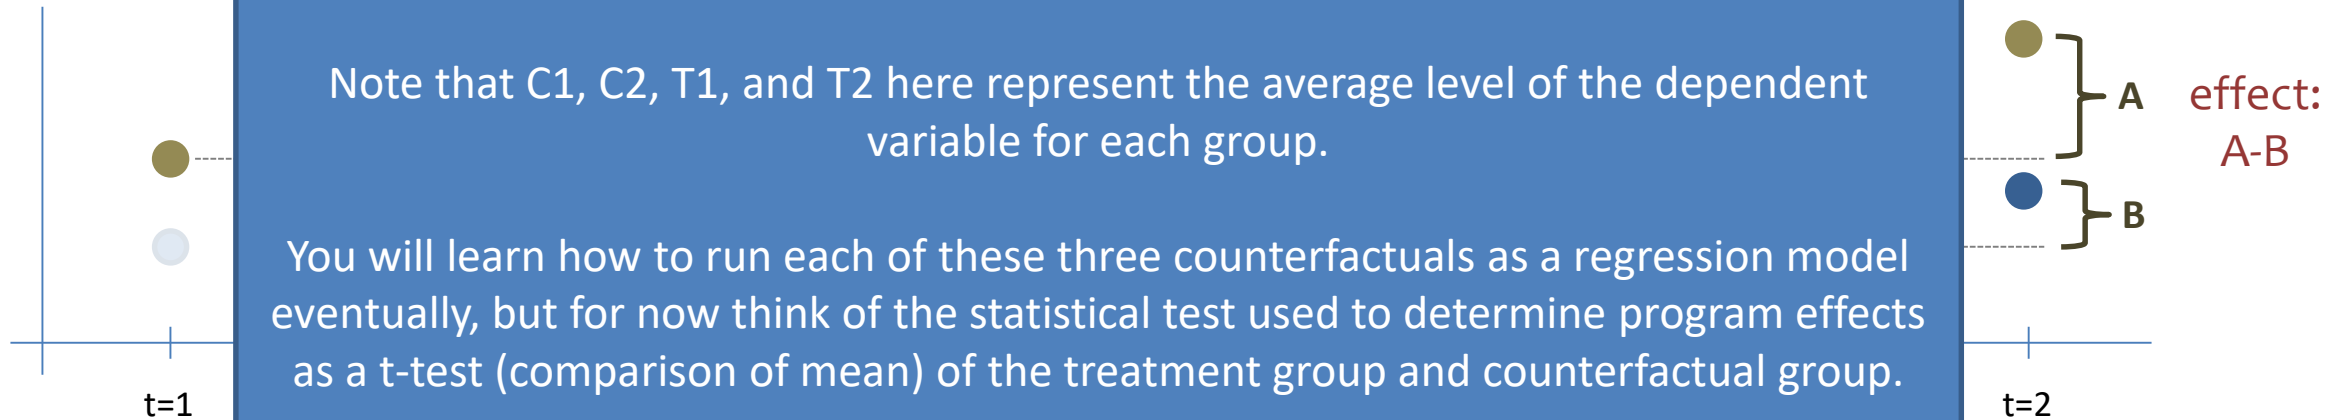 Note that C1, C2, T1, and T2 here represent the average level of the dependent
variable for each group.
You will learn how to run each of these three counterfactuals as a regression model
eventually, but for now think of the statistical test used to determine program effects
as a t-test (comparison of mean) of the treatment group and counterfactual group.
A
effect:
A-B
B
t=1
t=2